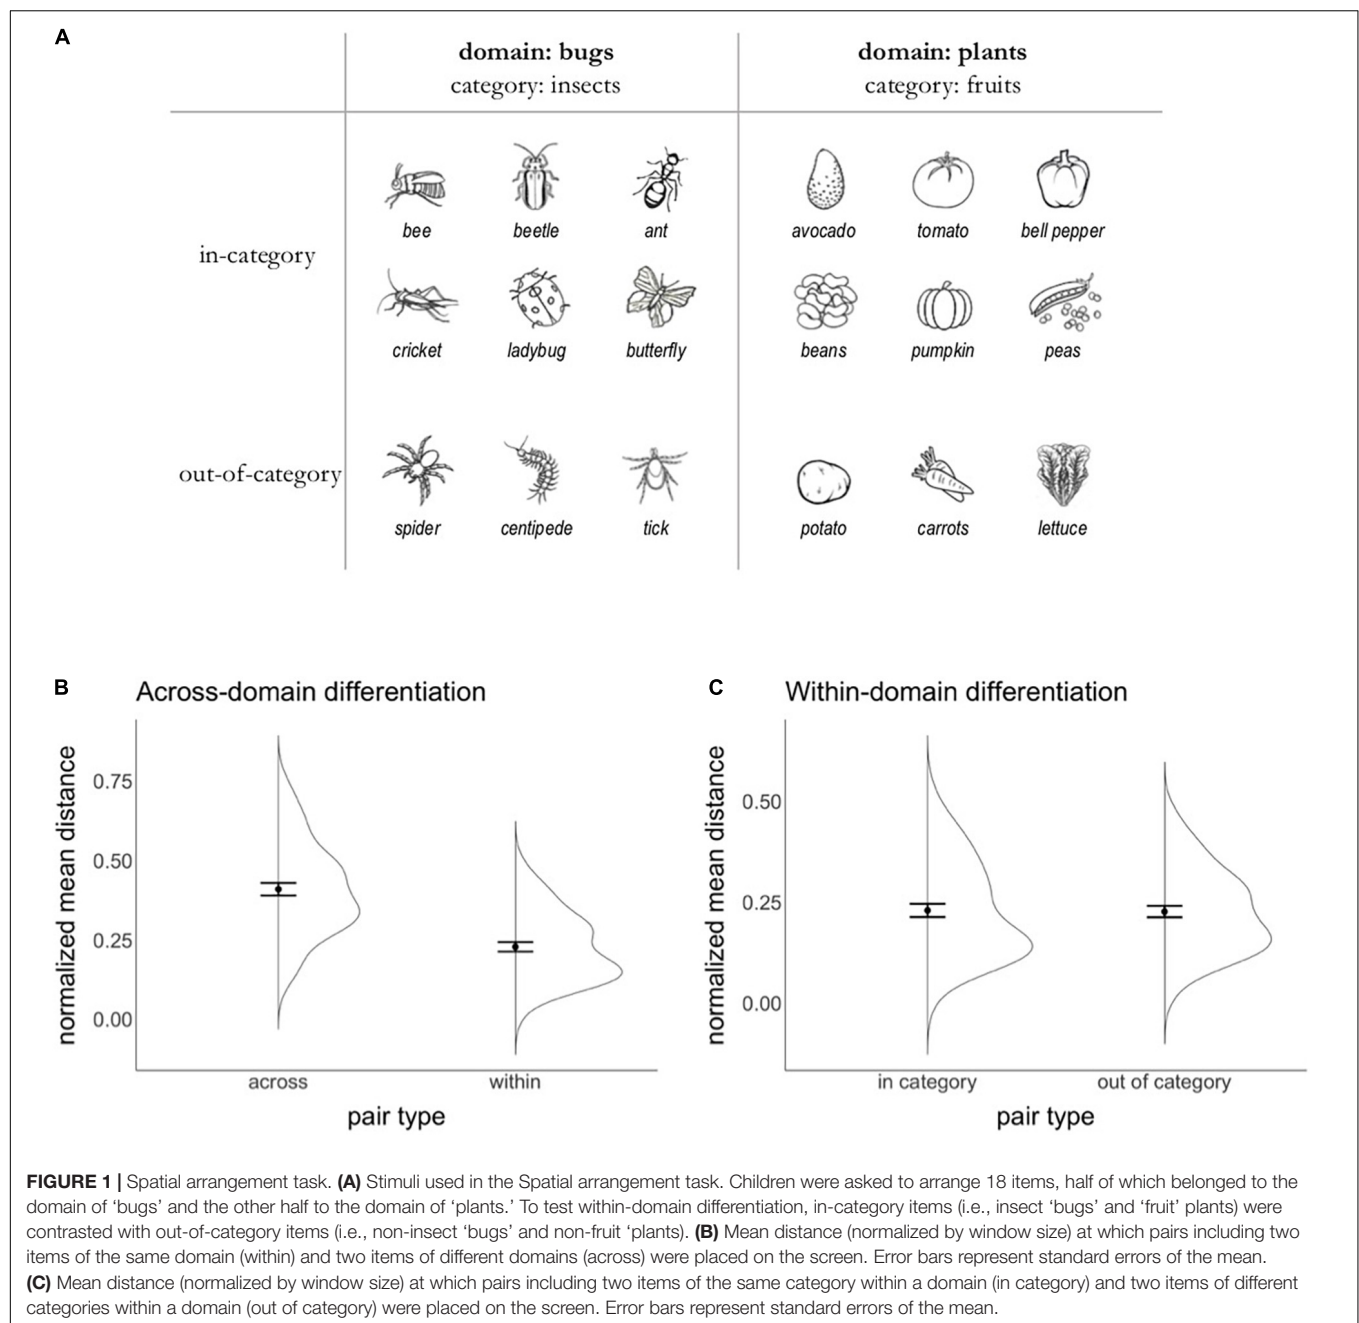 A
domain: bugs
category: insects
domain: plants
category: fruits
in-category
bee
beetle
ant
avocado
tomato
bell pepper
cricket
ladybug
butterfly
beans
pumpkin
peas
out-of-category
spider
centipede
tick
potato
carrots
lettuce
B
Across-domain differentiation
normalized mean distance
0.75
0.50
0.25
0.00
across
within
pair type
C
Within-domain differentiation
normalized mean distance
0.50
0.25
0.00
in category
out of category
pair type
FIGURE 1 | Spatial arrangement task. (A) Stimuli used in the Spatial arrangement task. Children were asked to arrange 18 items, half of which belonged to the
domain of ‘bugs’ and the other half to the domain of ‘plants.’ To test within-domain differentiation, in-category items (i.e., insect ‘bugs’ and ‘fruit’ plants) were
contrasted with out-of-category items (i.e., non-insect ‘bugs’ and non-fruit ‘plants). (B) Mean distance (normalized by window size) at which pairs including two
items of the same domain (within) and two items of different domains (across) were placed on the screen. Error bars represent standard errors of the mean.
(C) Mean distance (normalized by window size) at which pairs including two items of the same category within a domain (in category) and two items of different
categories within a domain (out of category) were placed on the screen. Error bars represent standard errors of the mean.